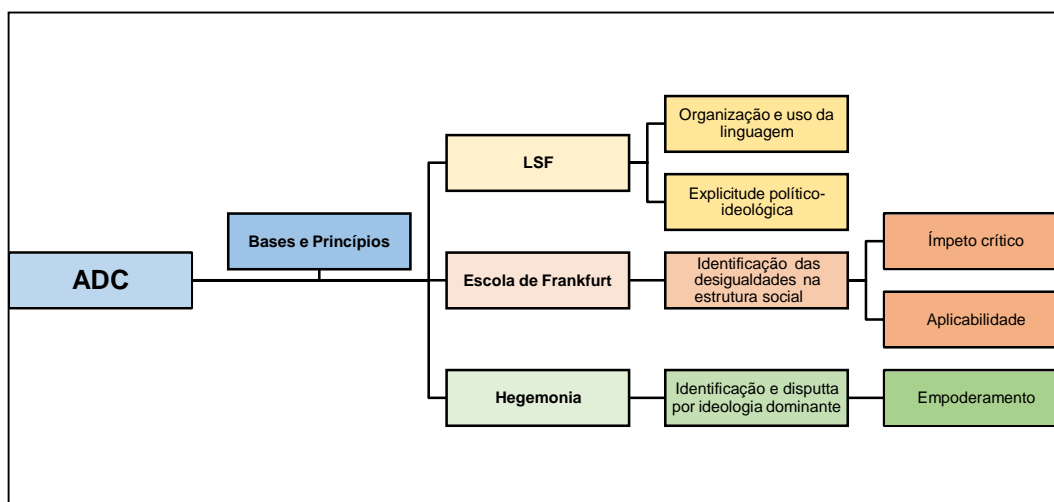 ADC
Bases e Princípios
LSF
Organização e uso da
linguagem
Explicitude político-
ideológica
Escola de Frankfurt
Identificação das
desigualdades na
estrutura social
Ímpeto crítico
Aplicabilidade
Hegemonia
Identificação e disputta
por ideologia dominante
Empoderamento